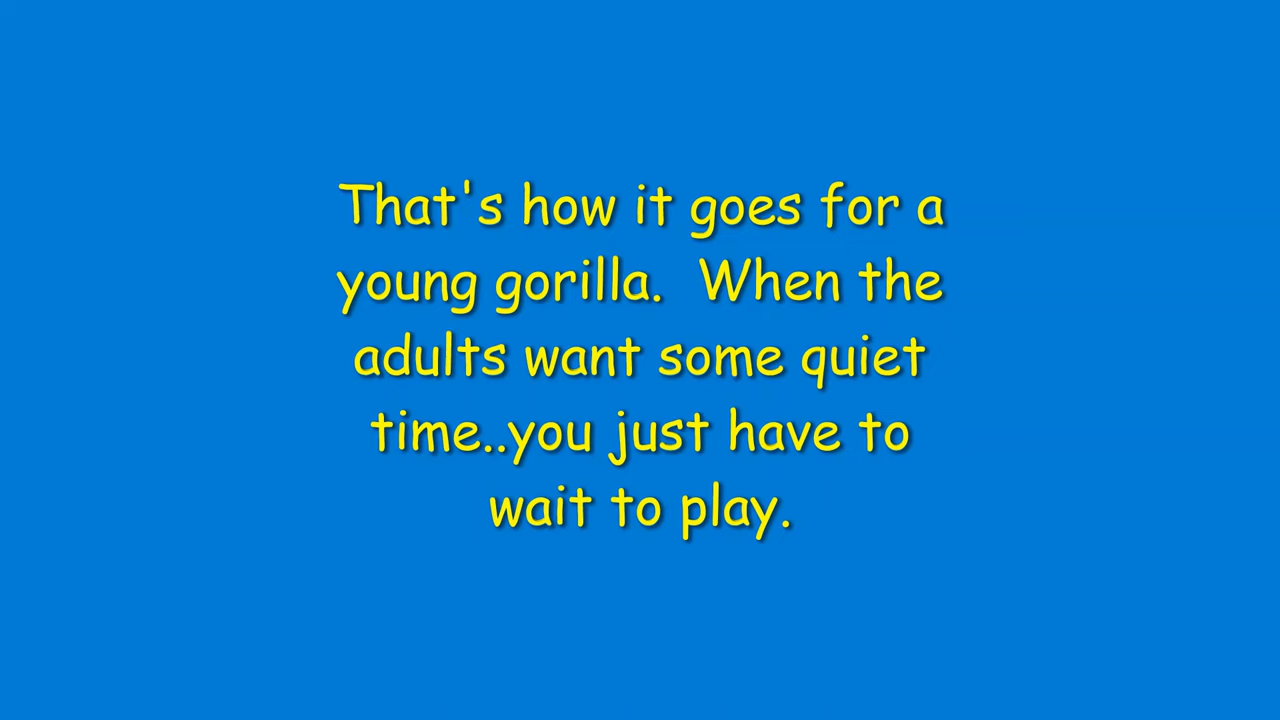 That's how it goes for a
young gorilla.  When the
adults want some quiet
time..you just have to
wait to play.